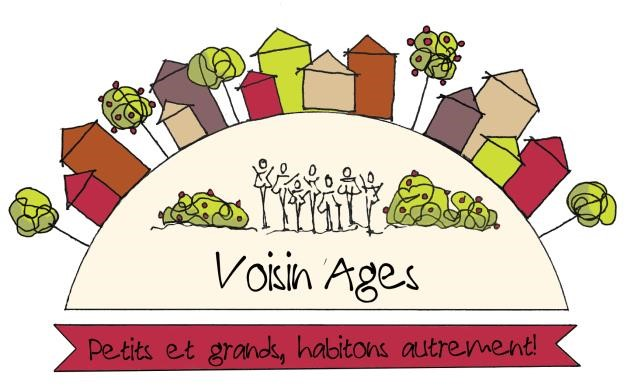 Voisin'Ages
Petits et grands, habitons autrement!